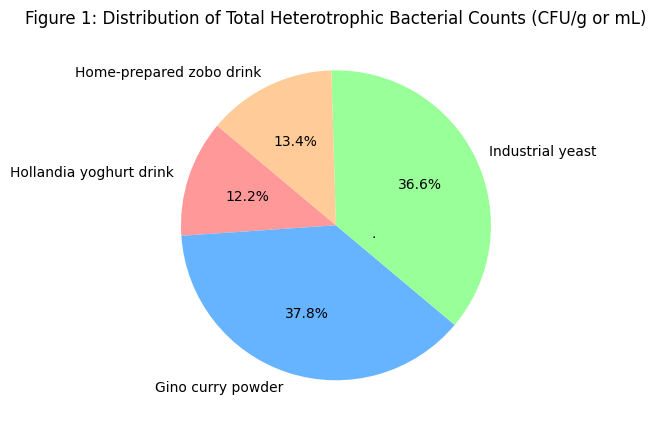 Figure 1: Distribution of Total Heterotrophic Bacterial Counts (CFU/g or mL)
Home-prepared zobo drink
13.4%
Industrial yeast
36.6%
Hollandia yoghurt drink
12.2%
.
37.8%
Gino curry powder